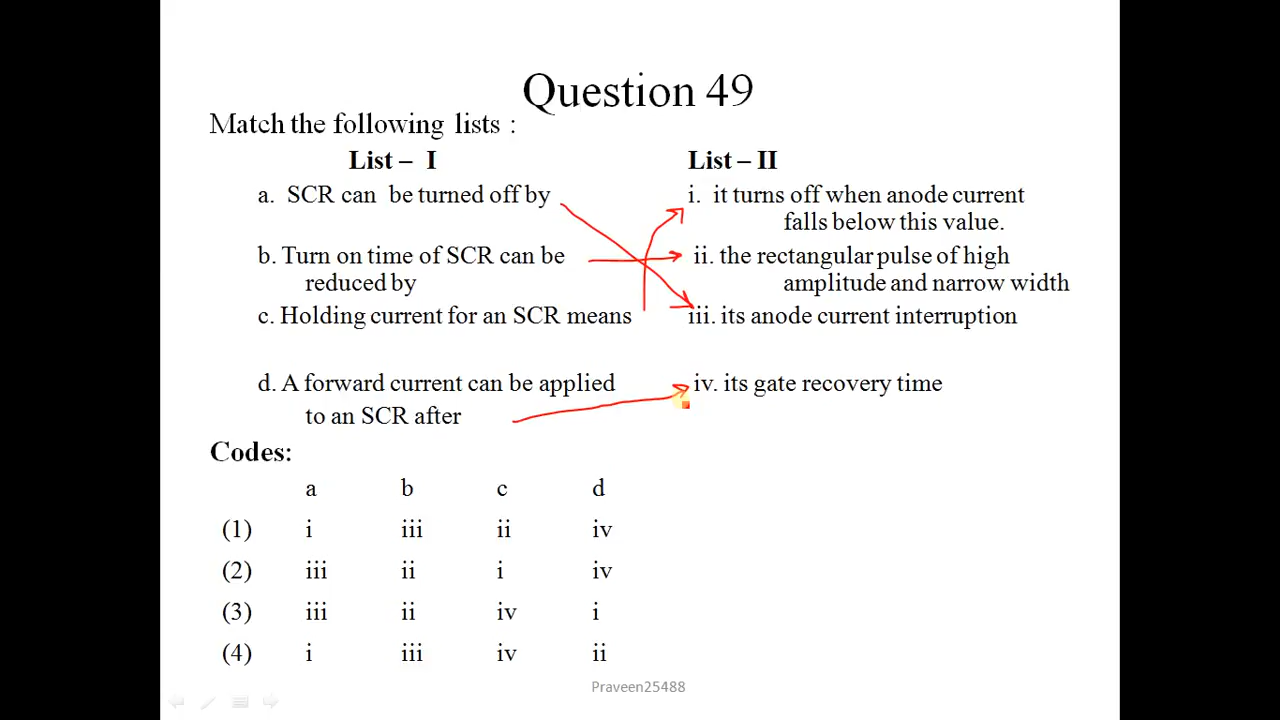 Question 49
Match the following lists :
List – I List – II
a. SCR can be turned off by i. it turns off when anode current
falls below this value.
b. Turn on time of SCR can be ii. the rectangular pulse of high
reduced by amplitude and narrow width
c. Holding current for an SCR means iii. its anode current interruption
d. A forward current can be applied iv. its gate recovery time
to an SCR after
Codes:
a b c d
(1) i iii ii iv
(2) iii ii i iv
(3) iii ii iv i
(4) i iii iv ii
Praveen25488